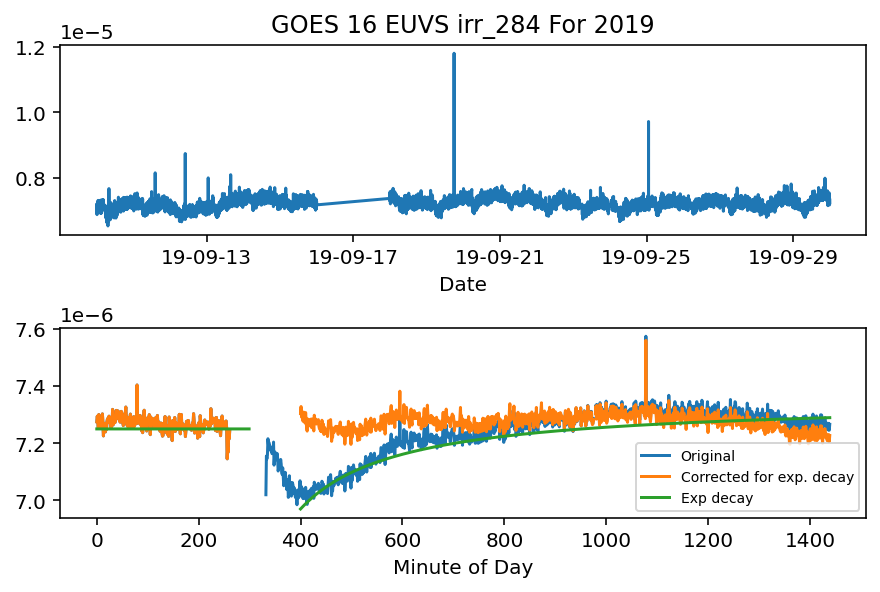 GOES 16 EUVS irr_284 For 2019
1e−5
1.2
1.0
0.8
19-09-13 19-09-17 19-09-21 19-09-25 19-09-29
Date
1e−6
7.6
7.4
7.2
7.0
Original
Corrected for exp. decay
Exp decay
0 200 400 600 800 1000 1200 1400
Minute of Day